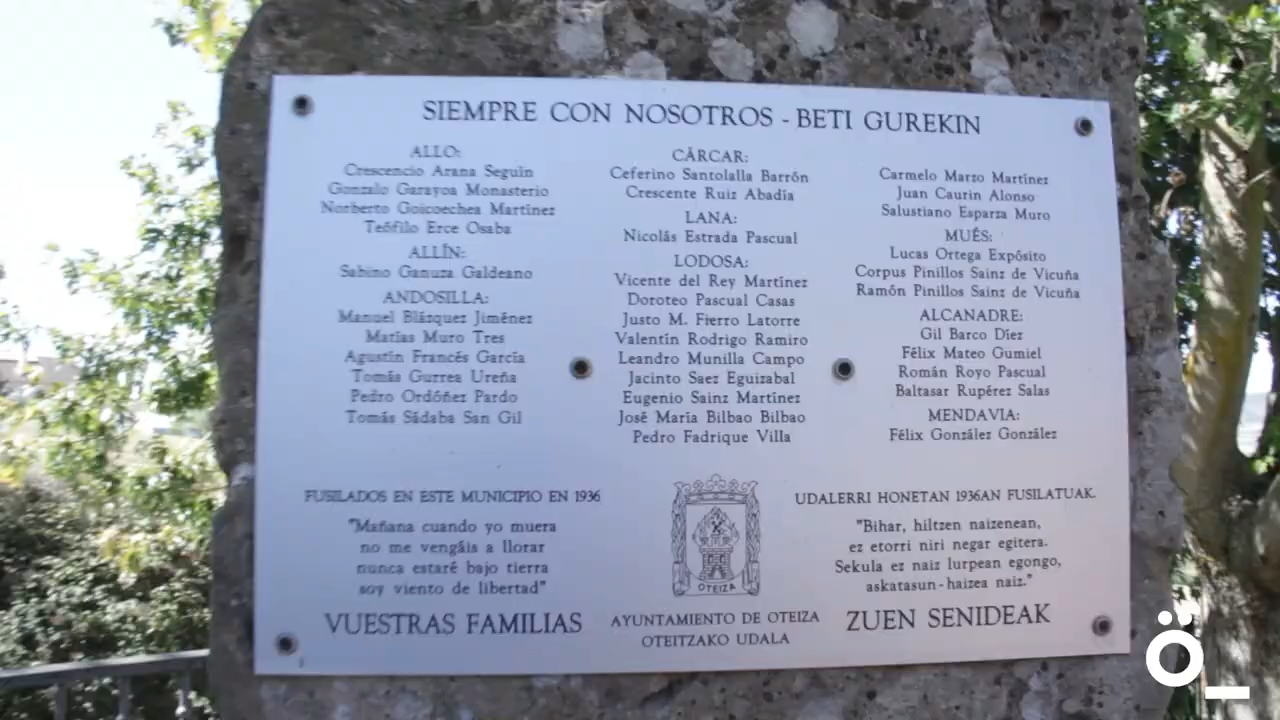 SIEMPRE CON NOSOTROS - BETI GUREKIN
ALLO:
Crescencio Arana Seguín
Gonzalo Garayoa Monasterio
Norberto Goicoechea Martínez
Teófilo Erce Osaba
ALLÍN:
Sabino Ganuza Galdeano
ANDOSILLA:
Manuel Blázquez Jiménez
Matías Muro Tres
Agustín Francés García
Tomás Gurrea Ureña
Pedro Ordóñez Pardo
Tomás Sádaba San Gil
CÁRCAR:
Ceferino Santolalla Barrón
Crescente Ruiz Abadía
LANA:
Nicolás Estrada Pascual
LODOSA:
Vicente del Rey Martínez
Doroteo Pascual Casas
Justo M. Fierro Latorre
Valentín Rodrigo Ramiro
Leandro Munilla Campo
Jacinto Saez Eguizabal
Eugenio Sainz Martínez
José María Bilbao Bilbao
Pedro Fadrique Villa
Carmelo Marzo Martínez
Juan Caurin Alonso
Salustiano Esparza Muro
MUÉS:
Lucas Ortega Expósito
Corpus Pinillos Sainz de Vicuña
Ramón Pinillos Sainz de Vicuña
ALCANADRE:
Gil Barco Díez
Félix Mateo Gumiel
Román Royo Pascual
Baltasar Rupérez Salas
MENDAVIA:
Félix González González
FUSILADOS EN ESTE MUNICIPIO EN 1936
"Mañana cuando yo muera
no me vengáis a llorar
nunca estaré bajo tierra
soy viento de libertad"
VUESTRAS FAMILIAS
OTEIZA
AYUNTAMIENTO DE OTEIZA
OTEITZAKO UDALA
UDALERRI HONETAN 1936AN FUSILATUAK.
"Bihar, hiltzen naizenean,
ez etorri niri negar egitera.
Sekula ez naiz lurpean egongo,
askatasun-haizea naiz."
ZUEN SENIDEAK
Ö_